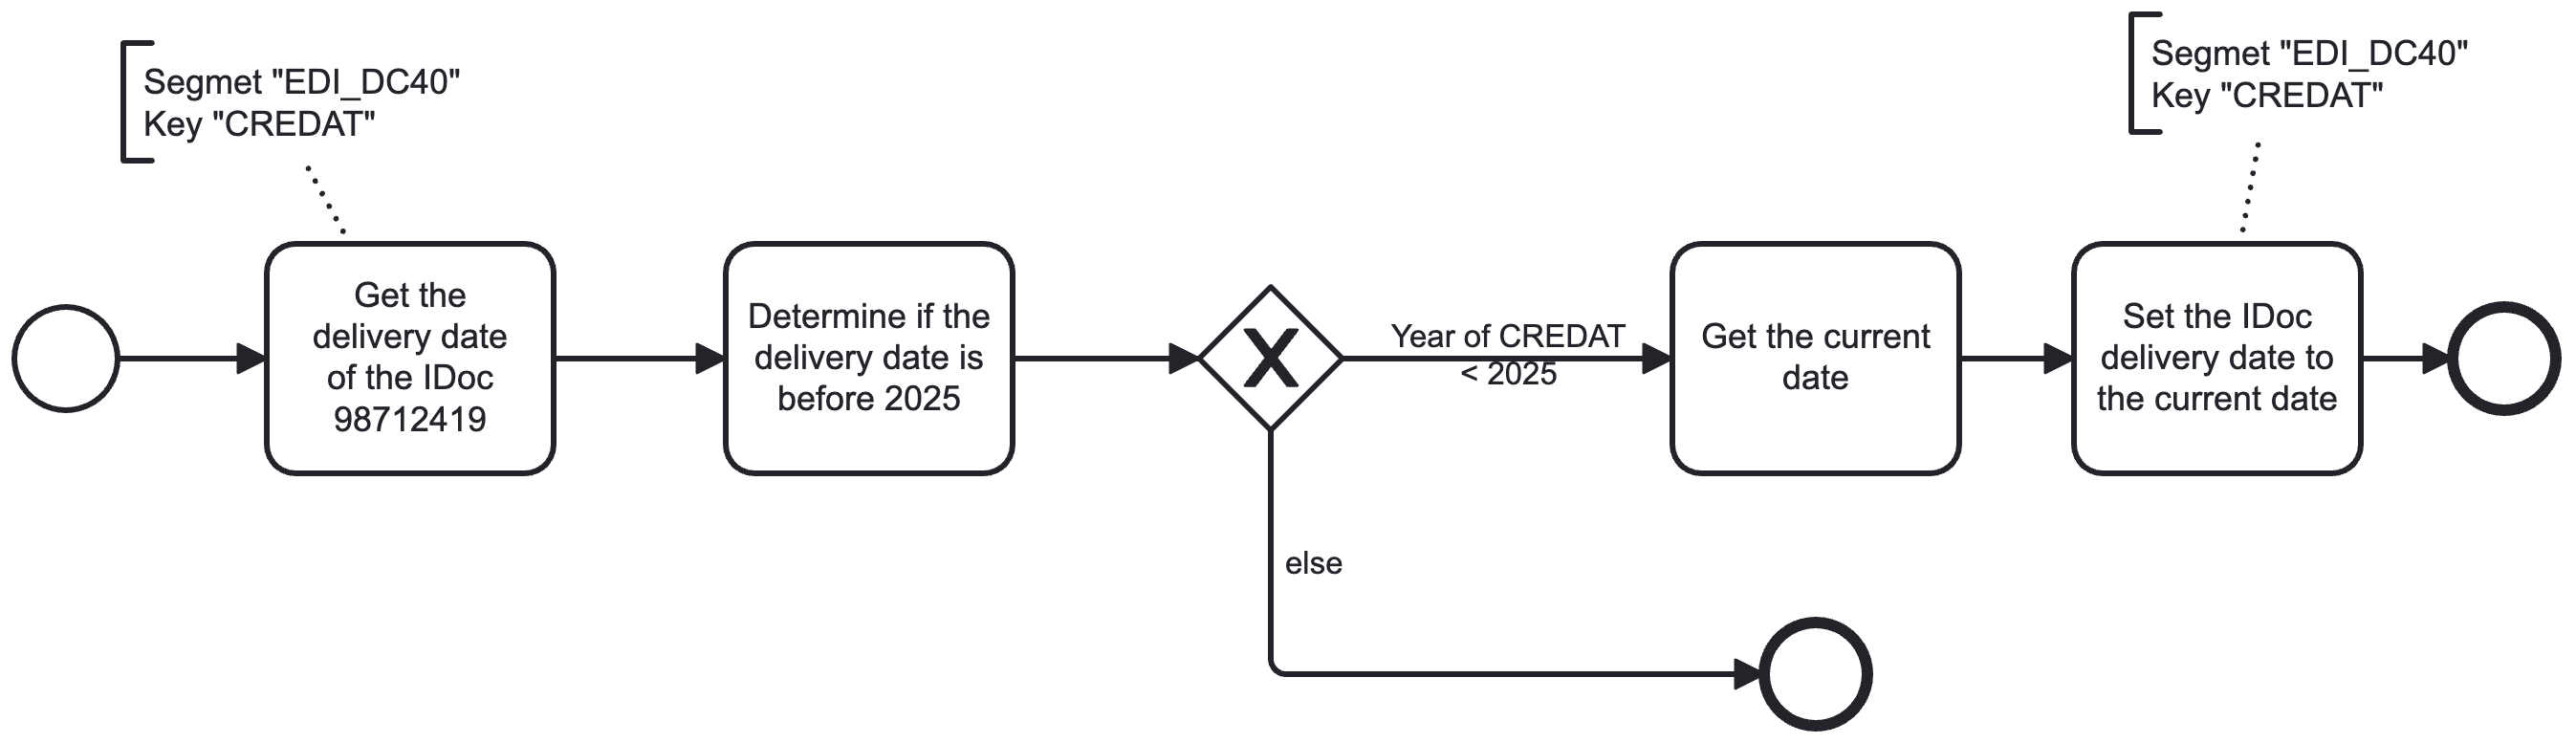 Segmet "EDI_DC40"
Key "CREDAT"
Segmet "EDI_DC40"
Key "CREDAT"
Get the
delivery date
of the IDoc
98712419
Determine if the
delivery date is
before 2025
X
Year of CREDAT
< 2025
Get the current
date
Set the IDoc
delivery date to
the current date
else